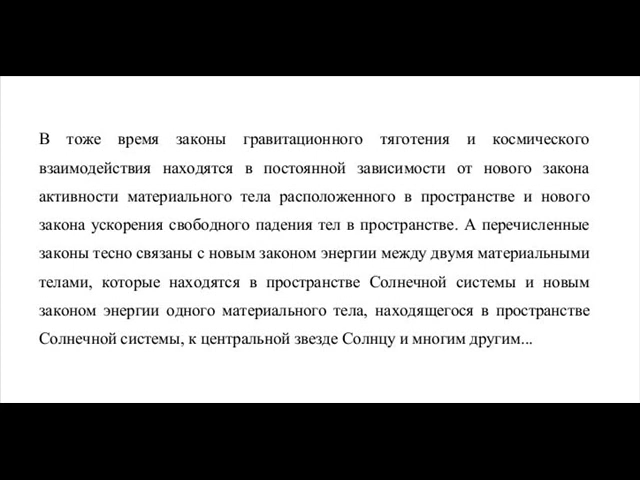 В тоже время законы гравитационного тяготения и космического
взаимодействия находятся в постоянной зависимости от нового закона
активности материального тела расположенного в пространстве и нового
закона ускорения свободного падения тел в пространстве. А перечисленные
законы тесно связаны с новым законом энергии между двумя материальными
телами, которые находятся в пространстве Солнечной системы и новым
законом энергии одного материального тела, находящегося в пространстве
Солнечной системы, к центральной звезде Солнцу и многим другим...